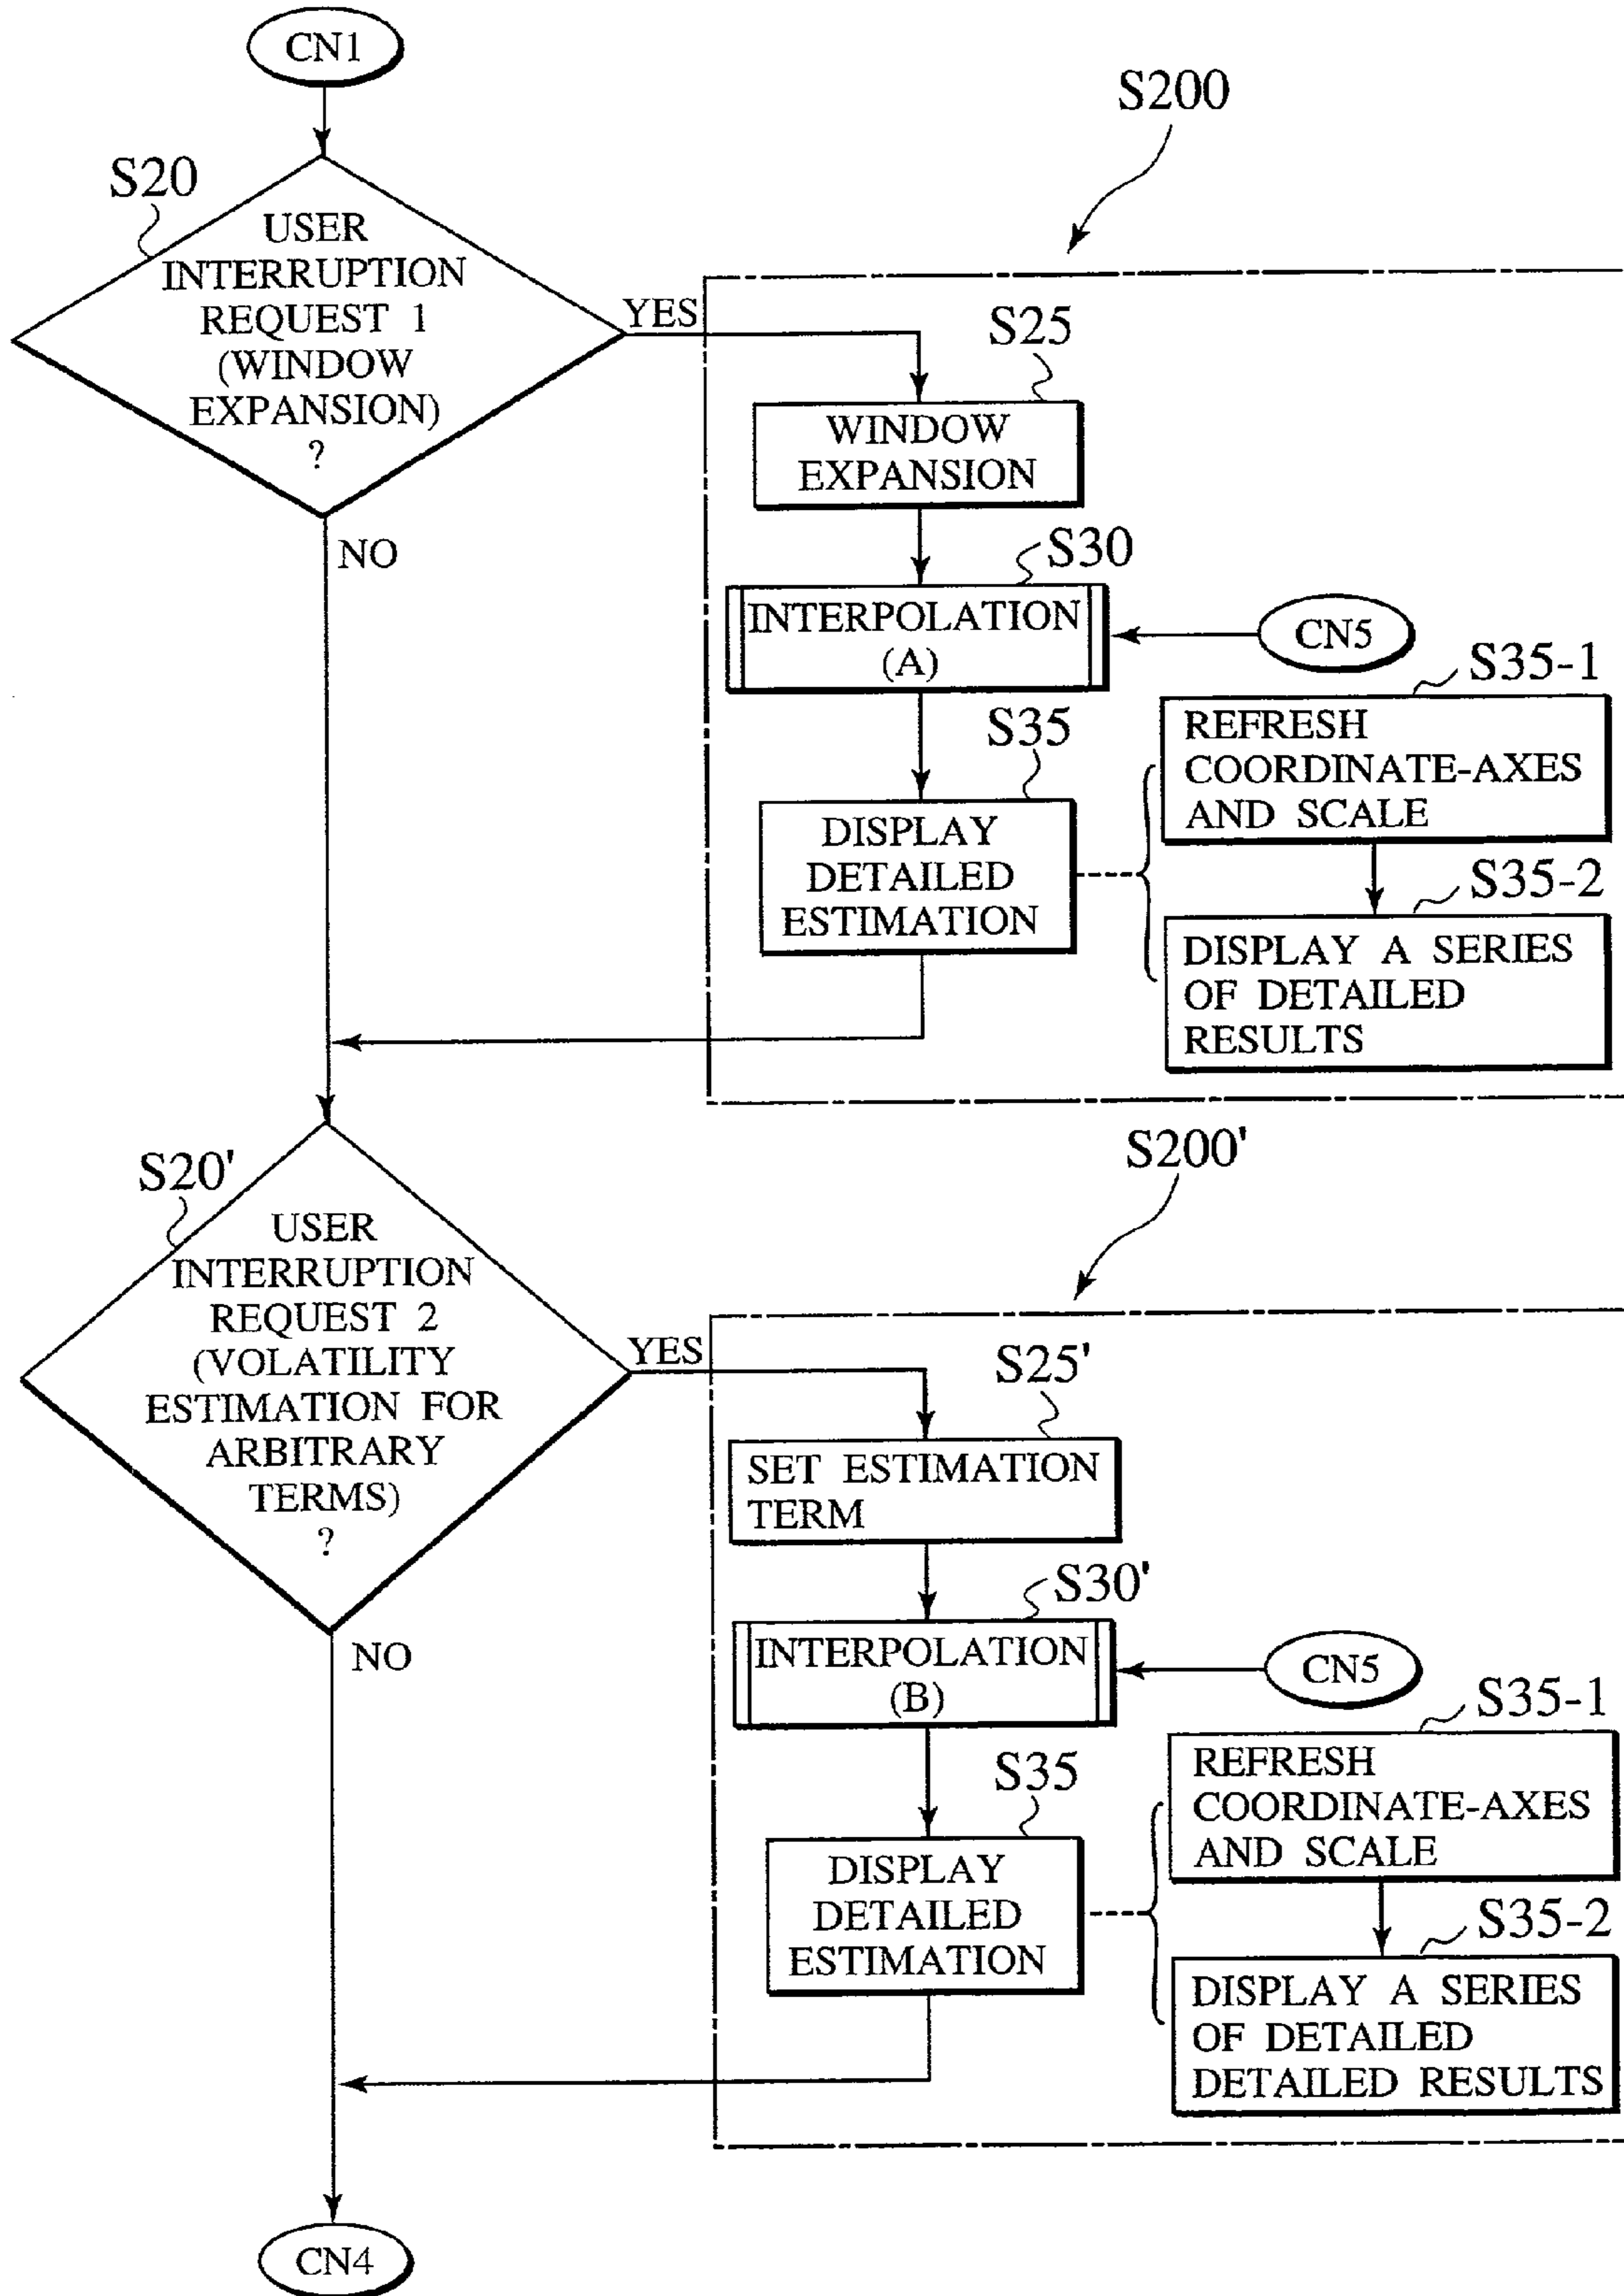 CN1
S200
S20
USER
INTERRUPTION
REQUEST 1
(WINDOW
EXPANSION)
?
YES
NO
S25
WINDOW
EXPANSION
S30
INTERPOLATION
(A)
CN5
S35
DISPLAY
DETAILED
ESTIMATION
S35-1
REFRESH
COORDINATE-AXES
AND SCALE
S35-2
DISPLAY A SERIES
OF DETAILED
RESULTS
S200'
S20'
USER
INTERRUPTION
REQUEST 2
(VOLATILITY
ESTIMATION FOR
ARBITRARY
TERMS)
?
YES
NO
S25'
SET ESTIMATION
TERM
S30'
INTERPOLATION
(B)
CN5
S35
DISPLAY
DETAILED
ESTIMATION
S35-1
REFRESH
COORDINATE-AXES
AND SCALE
S35-2
DISPLAY A SERIES
OF DETAILED
DETAILED RESULTS
CN4